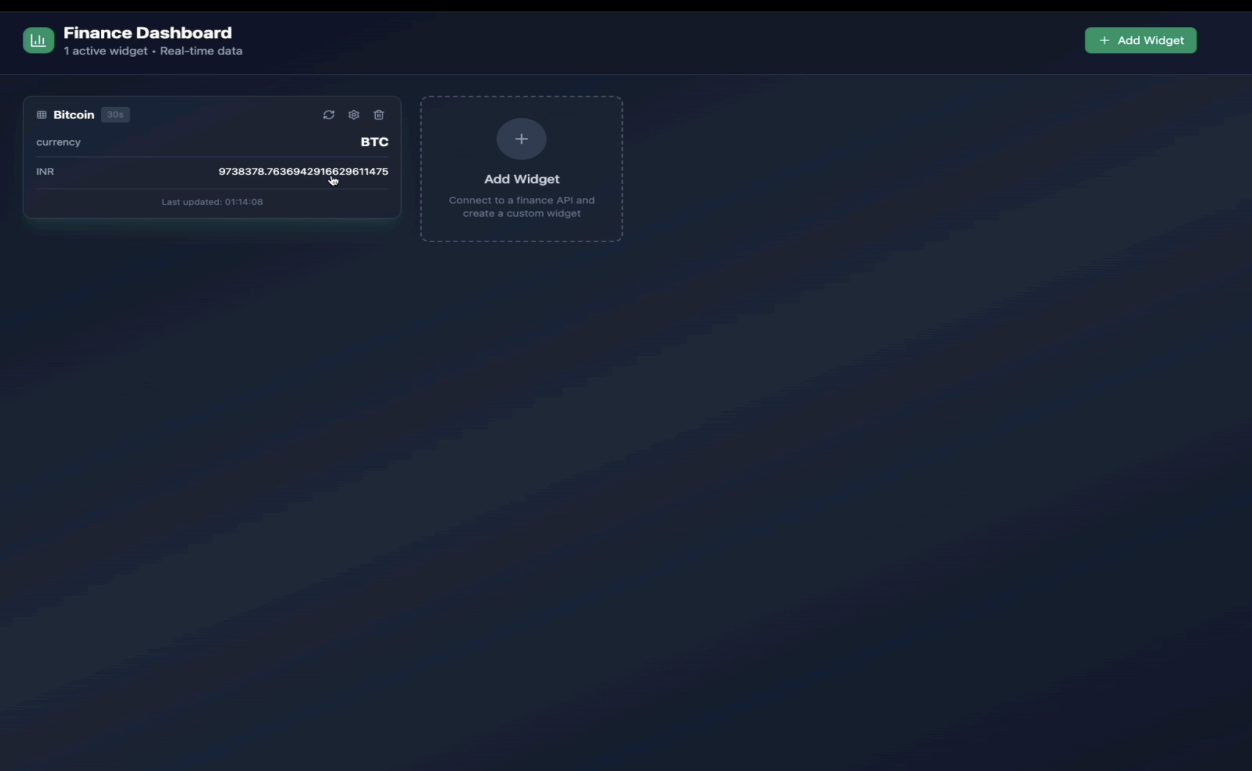 Finance Dashboard
1 active widget • Real-time data
+ Add Widget
Bitcoin 30s
currency BTC
INR 9738378.7636942916629611475
Last updated: 01:14:08
Add Widget
Connect to a finance API and
create a custom widget